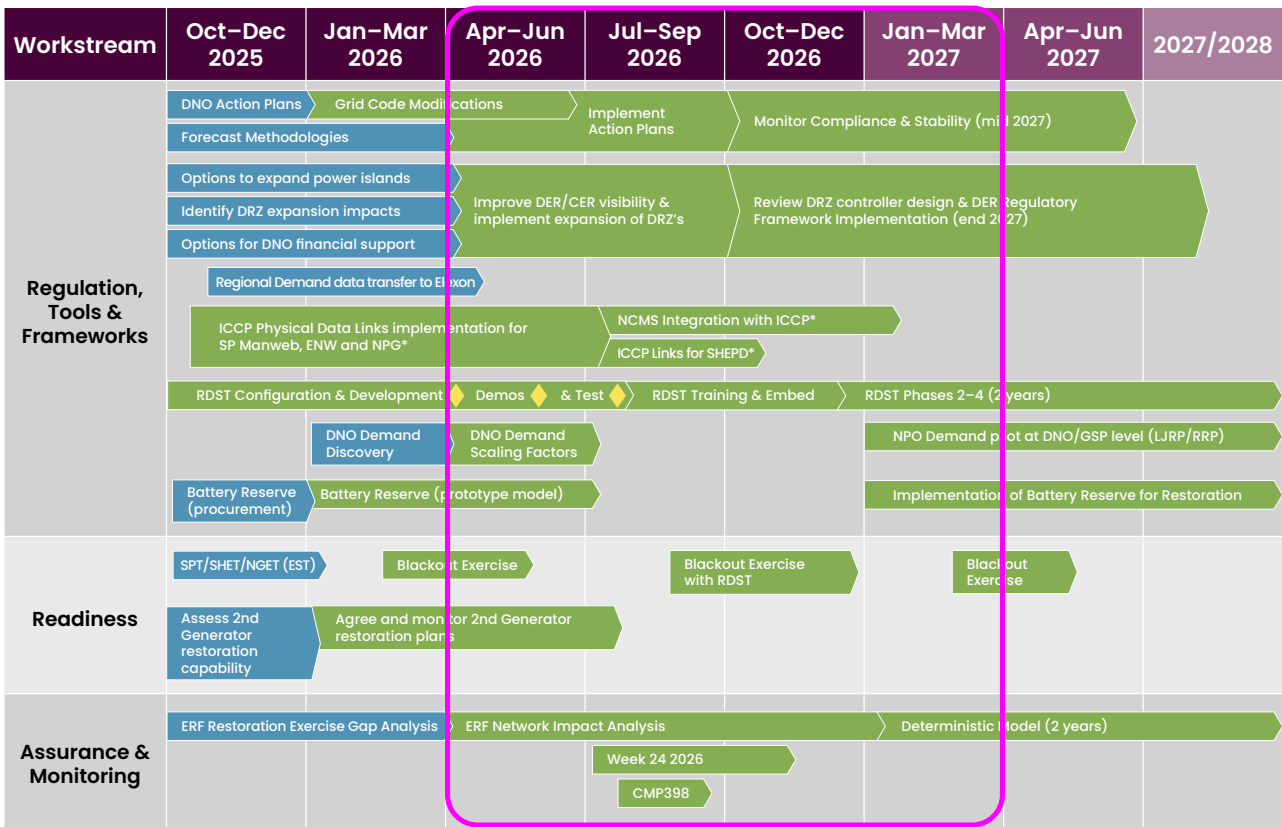 Workstream
Oct–Dec
2025
Jan–Mar
2026
Apr–Jun
2026
Jul–Sep
2026
Oct–Dec
2026
Jan–Mar
2027
Apr–Jun
2027
2027/2028
Regulation,
Tools &
Frameworks
DNO Action Plans
Grid Code Modifications
Implement
Action Plans
Monitor Compliance & Stability (mid 2027)
Forecast Methodologies
Options to expand power islands
Identify DRZ expansion impacts
Options for DNO financial support
Improve DER/CER visibility &
implement expansion of DRZ's
Review DRZ controller design & DER Regulatory
Framework Implementation (end 2027)
Regional Demand data transfer to Elexon
ICCP Physical Data Links implementation for
SP Manweb, ENW and NPG*
NCMS Integration with ICCP*
ICCP Links for SHEPD*
RDST Configuration & Development
Demos
& Test
RDST Training & Embed
RDST Phases 2–4 (2 years)
DNO Demand
Discovery
DNO Demand
Scaling Factors
NPO Demand pilot at DNO/GSP level (LJRP/RRP)
Battery Reserve
(procurement)
Battery Reserve (prototype model)
Implementation of Battery Reserve for Restoration
Readiness
SPT/SHET/NGET (EST)
Blackout Exercise
Blackout Exercise
with RDST
Blackout
Exercise
Assess 2nd
Generator
restoration
capability
Agree and monitor 2nd Generator
restoration plans
Assurance &
Monitoring
ERF Restoration Exercise Gap Analysis
ERF Network Impact Analysis
Deterministic Model (2 years)
Week 24 2026
CMP398